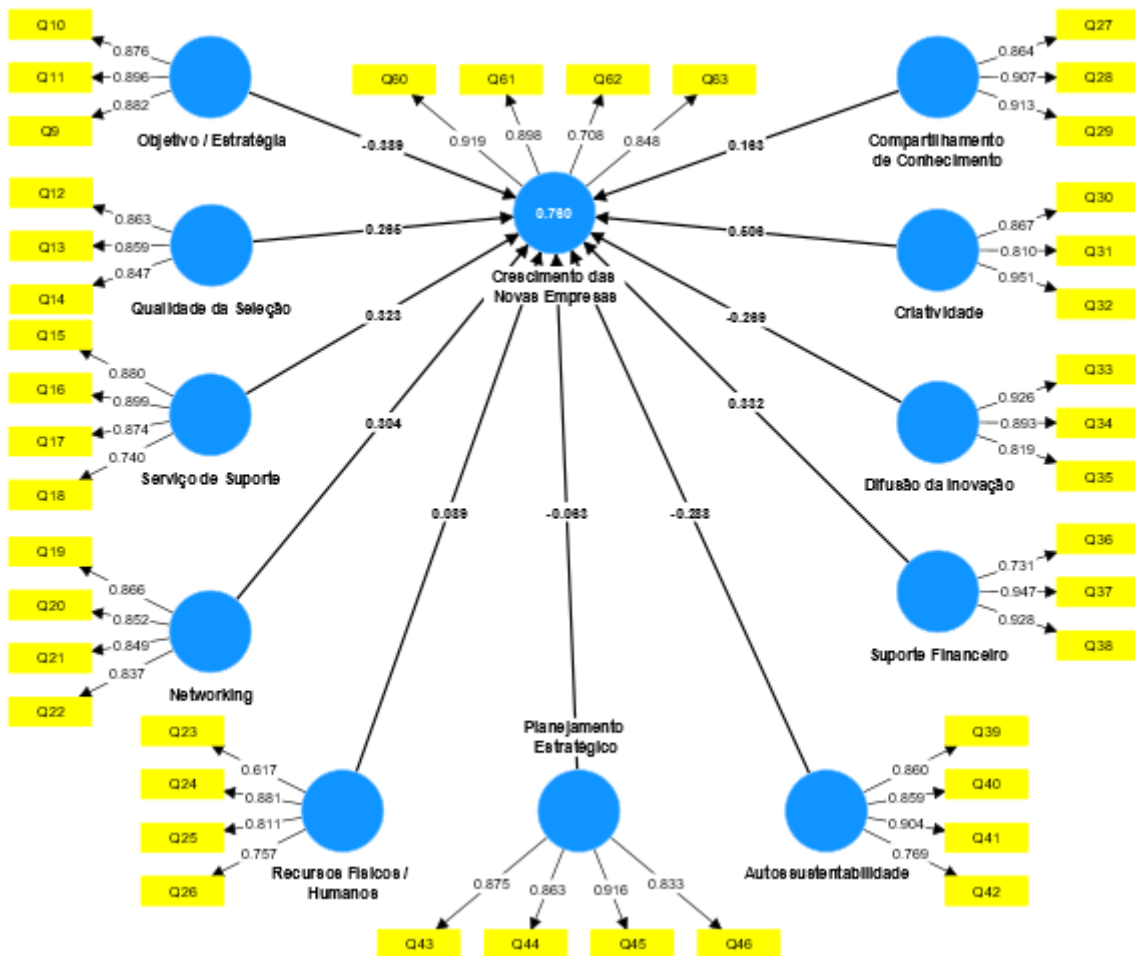 Q10
Q11
Q9
0.876
0.896
0.882
Objetivo / Estratégia
-0.389
Q60
Q61
Q62
Q63
0.919
0.898
0.708
0.848
0.760
Crescimento das
Novas Empresas
Q27
Q28
Q29
0.864
0.907
0.913
Compartilhamento
de Conhecimento
0.163
Q12
Q13
Q14
0.863
0.859
0.847
Qualidade da Seleção
0.265
Q30
Q31
Q32
0.867
0.810
0.951
Criatividade
0.506
Q15
Q16
Q17
Q18
0.880
0.899
0.874
0.740
Serviço de Suporte
0.323
Q33
Q34
Q35
0.926
0.893
0.819
Difusão da Inovação
-0.269
Q19
Q20
Q21
Q22
0.866
0.852
0.849
0.837
Networking
0.304
Q36
Q37
Q38
0.731
0.947
0.928
Suporte Financeiro
0.332
Q23
Q24
Q25
Q26
0.617
0.881
0.811
0.757
Recursos Físicos /
Humanos
0.089
Planejamento
Estratégico
-0.063
0.875
0.863
0.916
0.833
Q43
Q44
Q45
Q46
Q39
Q40
Q41
Q42
0.860
0.859
0.904
0.769
Autossustentabilidade
-0.288